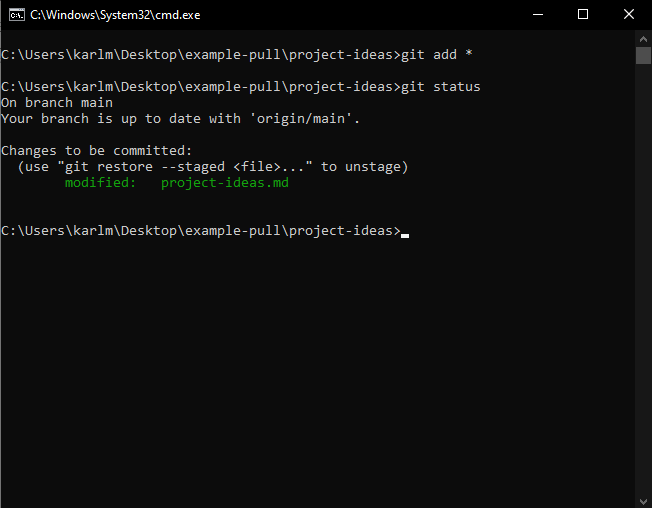 C:\Windows\System32\cmd.exe
C:\Users\karlm\Desktop\example-pull\project-ideas>git add *
C:\Users\karlm\Desktop\example-pull\project-ideas>git status
On branch main
Your branch is up to date with 'origin/main'.
Changes to be committed:
  (use "git restore --staged <file>..." to unstage)
        modified:   project-ideas.md
C:\Users\karlm\Desktop\example-pull\project-ideas>